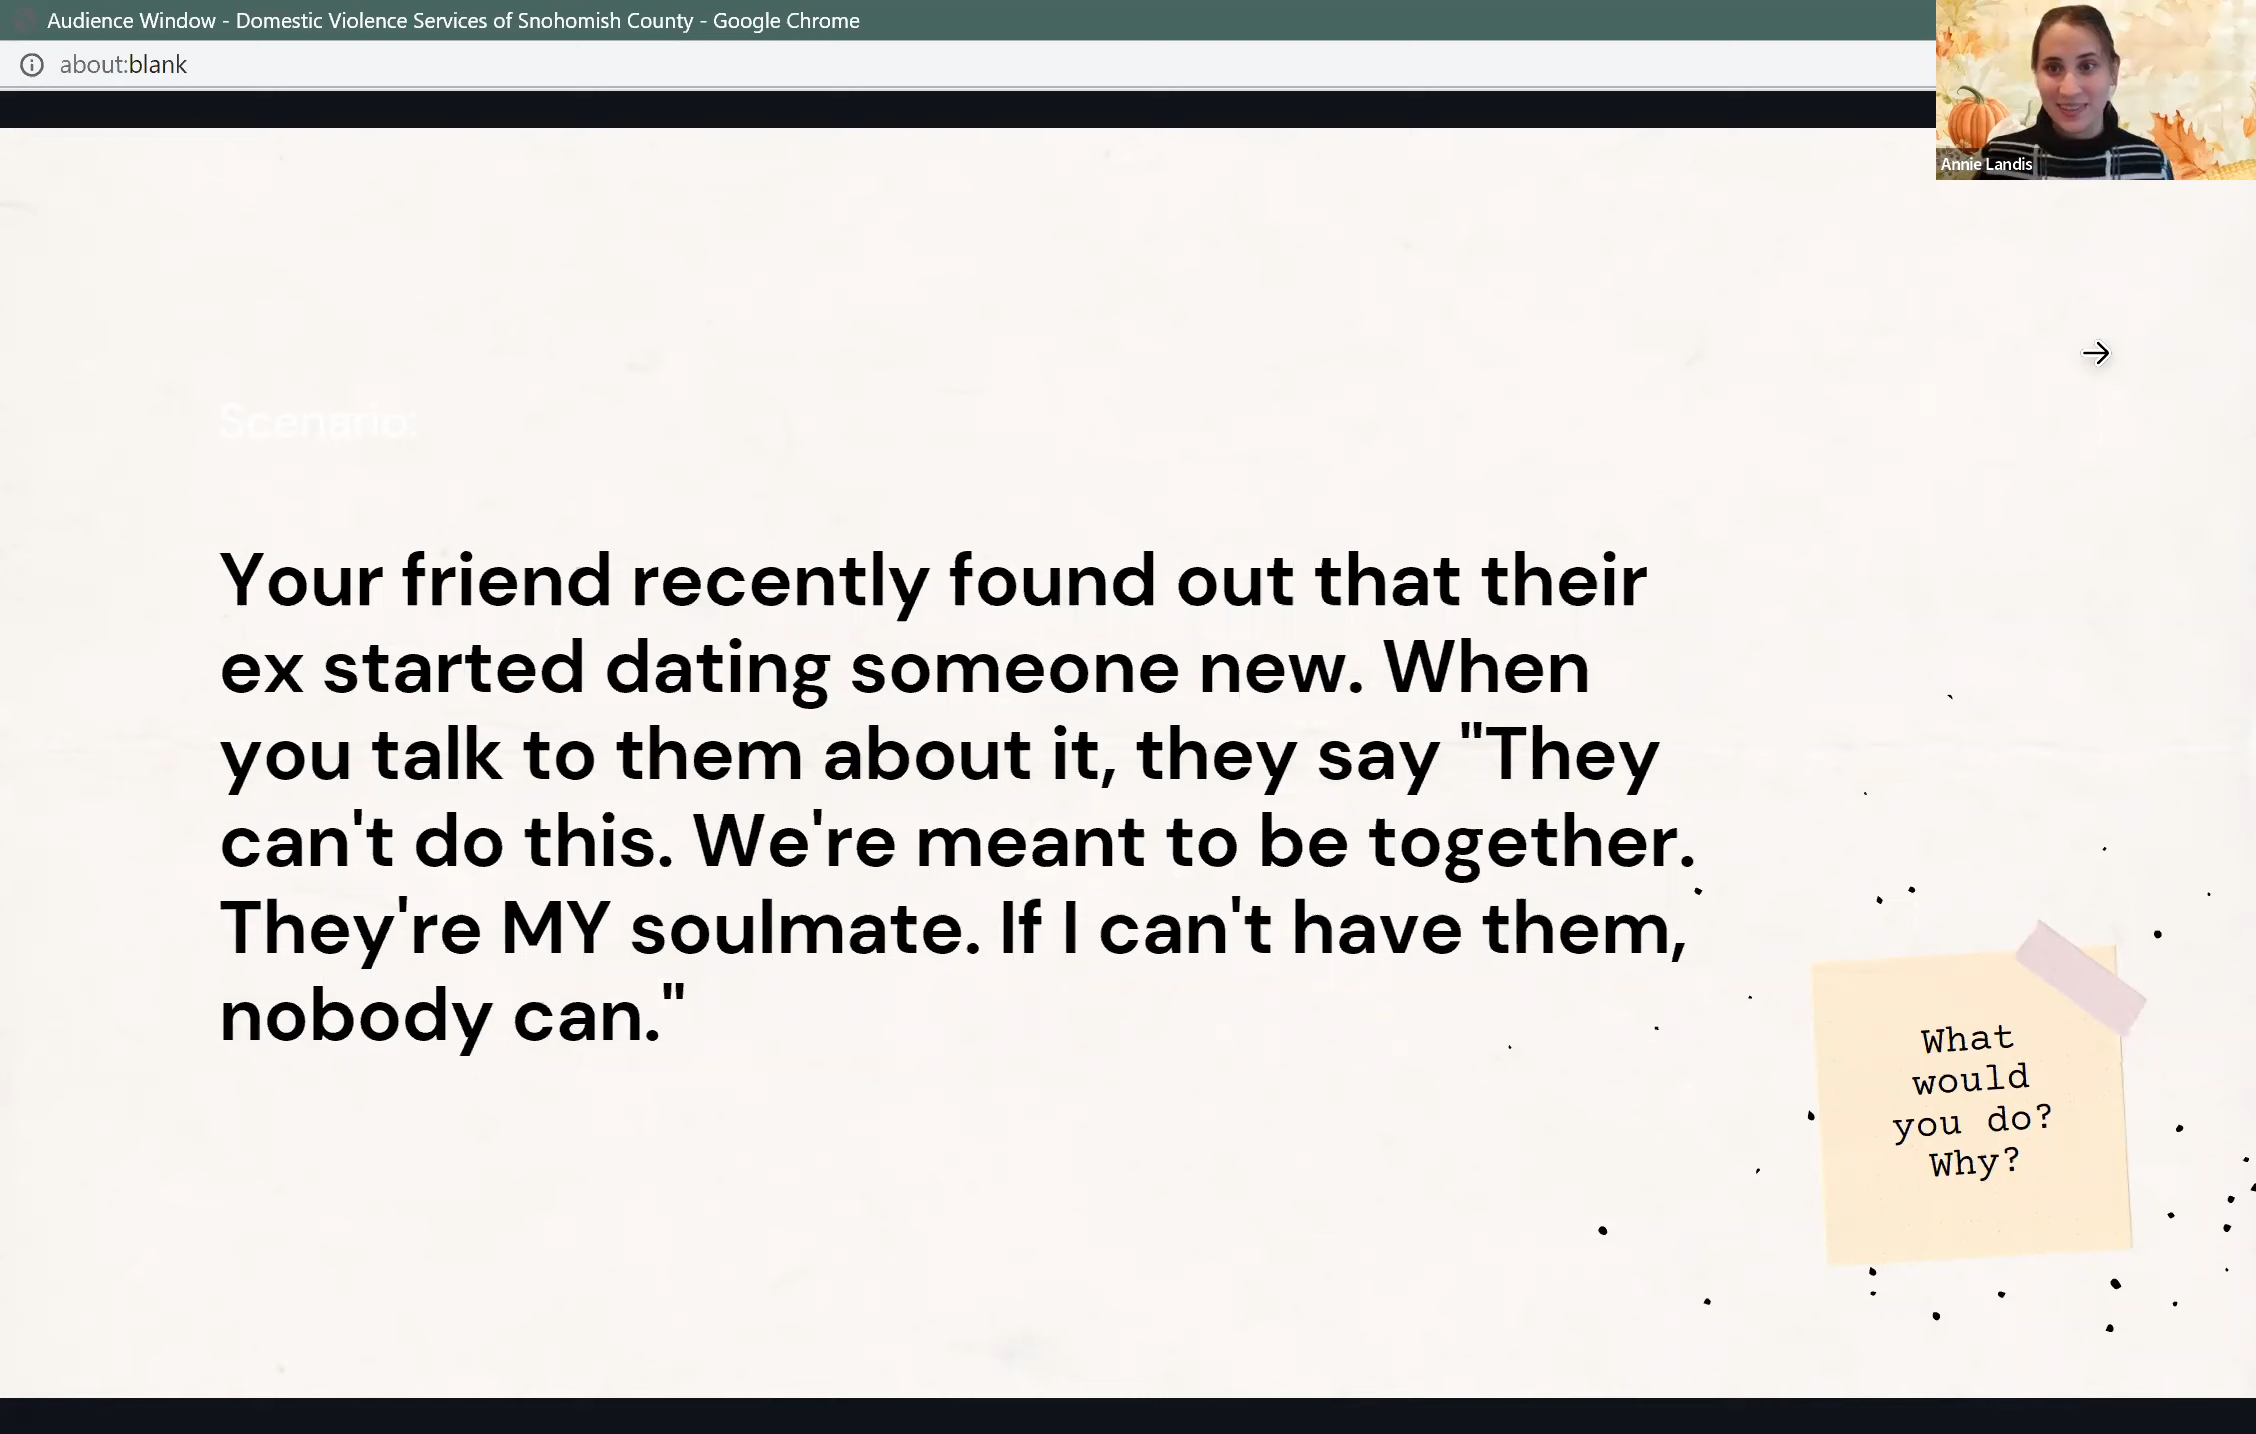 Audience Window - Domestic Violence Services of Snohomish County - Google Chrome
about:blank
Annie Landis
Scenario:
Your friend recently found out that their
ex started dating someone new. When
you talk to them about it, they say "They
can't do this. We're meant to be together.
They're MY soulmate. If I can't have them,
nobody can."
What
would
you do?
Why?